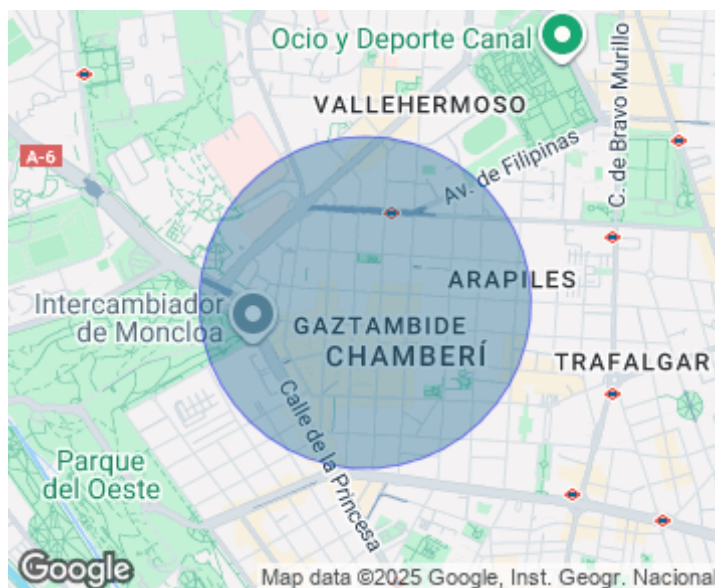 Ocio y Deporte Canal
VALLEHERMOSO
C. de Bravo Murillo
A-6
Av. de Filipinas
ARAPILES
Intercambiador
de Moncloa
GAZTAMBIDE
CHAMBERÍ
TRAFALGAR
Calle de la Princesa
Parque
del Oeste
Google
Map data ©2025 Google, Inst. Geogr. Nacional